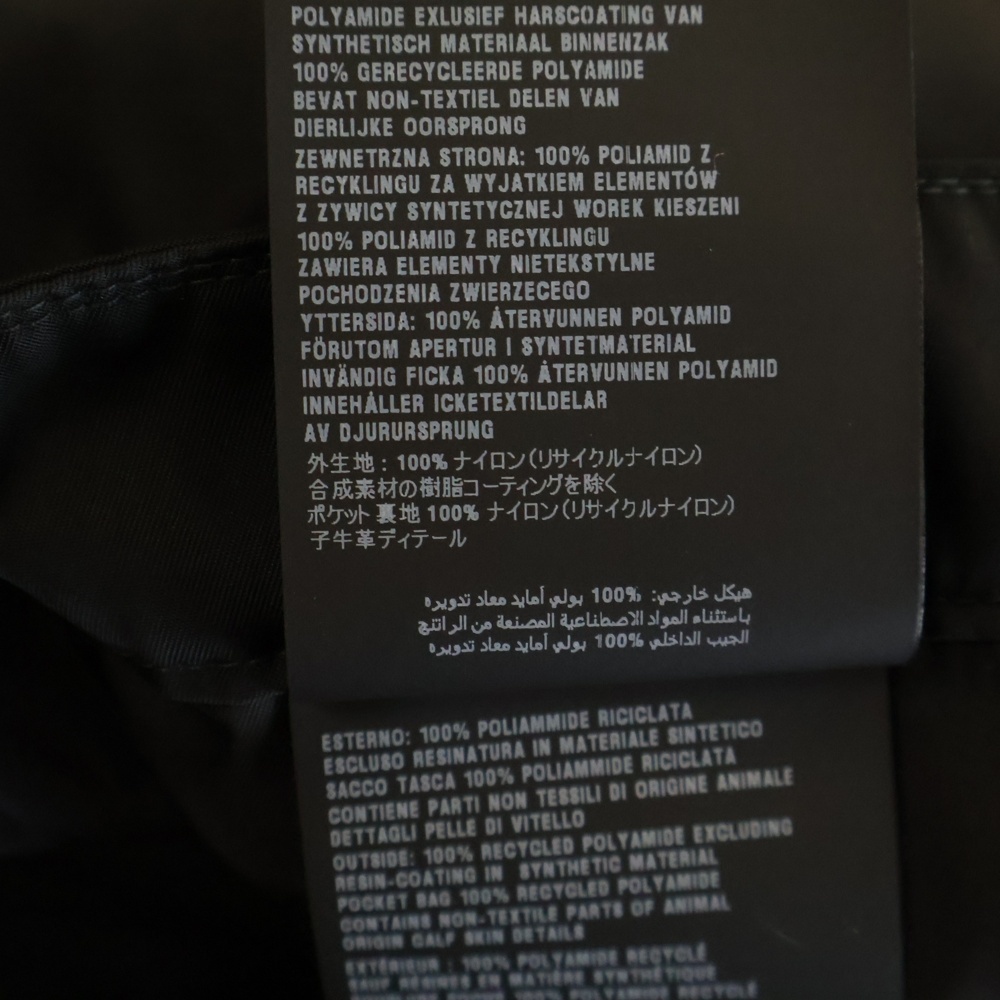 POLYAMIDE EXLUSIEF HARSCOATING VAN
SYNTHETISCH MATERIAAL BINNENZAK
100% GERECYCLEERDE POLYAMIDE
BEVAT NON-TEXTIEL DELEN VAN
DIERLIJKE OORSPRONG
ZEWNETRZNA STRONA: 100% POLIAMID Z
RECYKLINGU ZA WYJATKIEM ELEMENTÓW
Z ZYWICY SYNTETYCZNEJ WOREK KIESZENI
100% POLIAMID Z RECYKLINGU
ZAWIERA ELEMENTY NIETEKSTYLNE
POCHODZENIA ZWIERZECEGO
YTTERSIDA: 100% ÅTERVUNNEN POLYAMID
FÖRUTOM APERTUR I SYNTETMATERIAL
INVÄNDIG FICKA 100% ÅTERVUNNEN POLYAMID
INNEHÅLLER ICKETEXTILDELAR
AV DJURURSPRUNG
外生地：100% ナイロン（リサイクルナイロン）
合成素材の樹脂コーティングを除く
ポケット裏地 100% ナイロン（リサイクルナイロン）
子牛革ディテール
هيكل خارجي: 100% بولي أمايد معاد تدويره
باستثناء المواد الاصطناعية المصنعة من الراتنج
الجيب الداخلي 100% بولي أمايد معاد تدويره
ESTERNO: 100% POLIAMMIDE RICICLATA
ESCLUSO RESINATURA IN MATERIALE SINTETICO
SACCO TASCA 100% POLIAMMIDE RICICLATA
CONTIENE PARTI NON TESSILI DI ORIGINE ANIMALE
DETTAGLI PELLE DI VITELLO
OUTSIDE: 100% RECYCLED POLYAMIDE EXCLUDING
RESIN-COATING IN SYNTHETIC MATERIAL
POCKET BAG 100% RECYCLED POLYAMIDE
CONTAINS NON-TEXTILE PARTS OF ANIMAL
ORIGIN CALF SKIN DETAILS
EXTÉRIEUR : 100% POLYAMIDE RECYCLÉ
SAUF RÉSINES EN MATIÈRE SYNTHÉTIQUE
100% POLYAMIDE RECYCLÉ